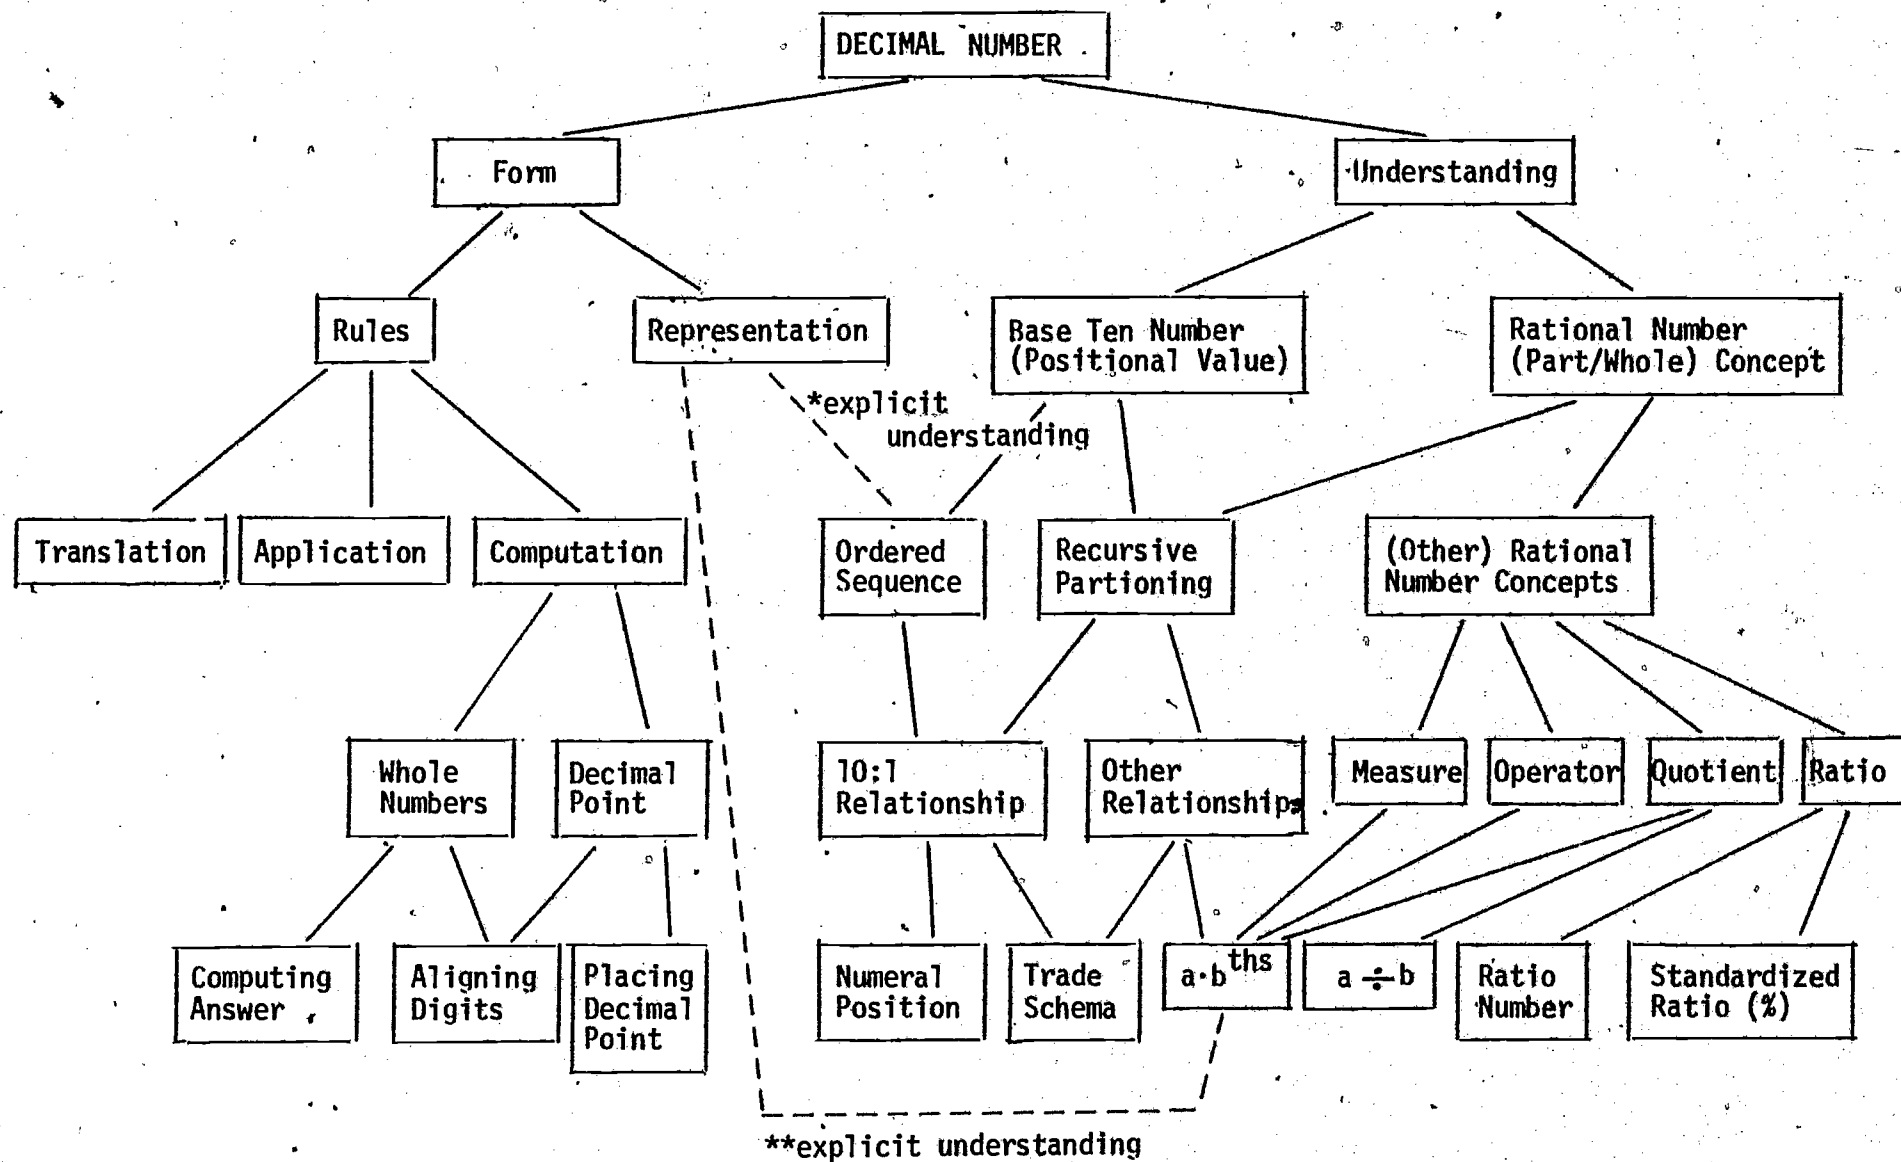 DECIMAL NUMBER
Form
Understanding
Rules
Representation
Base Ten Number
(Positional Value)
Rational Number
(Part/Whole) Concept
*explicit
understanding
Translation
Application
Computation
Ordered
Sequence
Recursive
Partioning
(Other) Rational
Number Concepts
Whole
Numbers
Decimal
Point
10:1
Relationship
Other
Relationships
Measure
Operator
Quotient
Ratio
Computing
Answer
Aligning
Digits
Placing
Decimal
Point
Numeral
Position
Trade
Schema
a·b ths
a ÷ b
Ratio
Number
Standardized
Ratio (%)
**explicit understanding